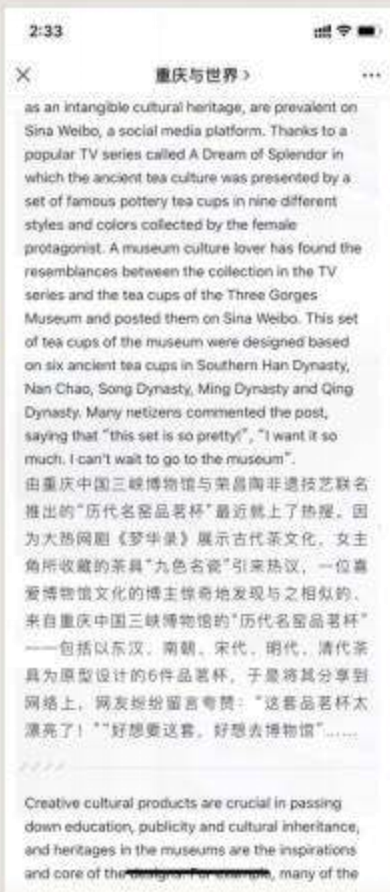 2:33
重庆与世界 >
as an intangible cultural heritage, are prevalent on
Sina Weibo, a social media platform. Thanks to a
popular TV series called A Dream of Splendor in
which the ancient tea culture was presented by a
set of famous pottery tea cups in nine different
styles and colors collected by the female
protagonist. A museum culture lover has found the
resemblances between the collection in the TV
series and the tea cups of the Three Gorges
Museum and posted them on Sina Weibo. This set
of tea cups of the museum were designed based
on six ancient tea cups in Southern Han Dynasty,
Nan Chao, Song Dynasty, Ming Dynasty and Qing
Dynasty. Many netizens commented the post,
saying that “this set is so pretty!”, “I want it so
much. I can't wait to go to the museum”.
由重庆中国三峡博物馆与荣昌陶非遗技艺联名
推出的“历代名窑品茗杯”最近就上了热搜。因
为大热网剧《梦华录》展示古代茶文化，女主
角所收藏的茶具“九色名瓷”引来热议，一位喜
爱博物馆文化的博主惊奇地发现与之相似的、
来自重庆中国三峡博物馆的“历代名窑品茗杯”
——包括以东汉、南朝、宋代、明代、清代茶
具为原型设计的6件品茗杯，于是将其分享到
网络上，网友纷纷留言夸赞：“这套品茗杯太
漂亮了！”“好想要这套，好想去博物馆”……
////
Creative cultural products are crucial in passing
down education, publicity and cultural inheritance,
and heritages in the museums are the inspirations
and core of the designs. For example, many of the